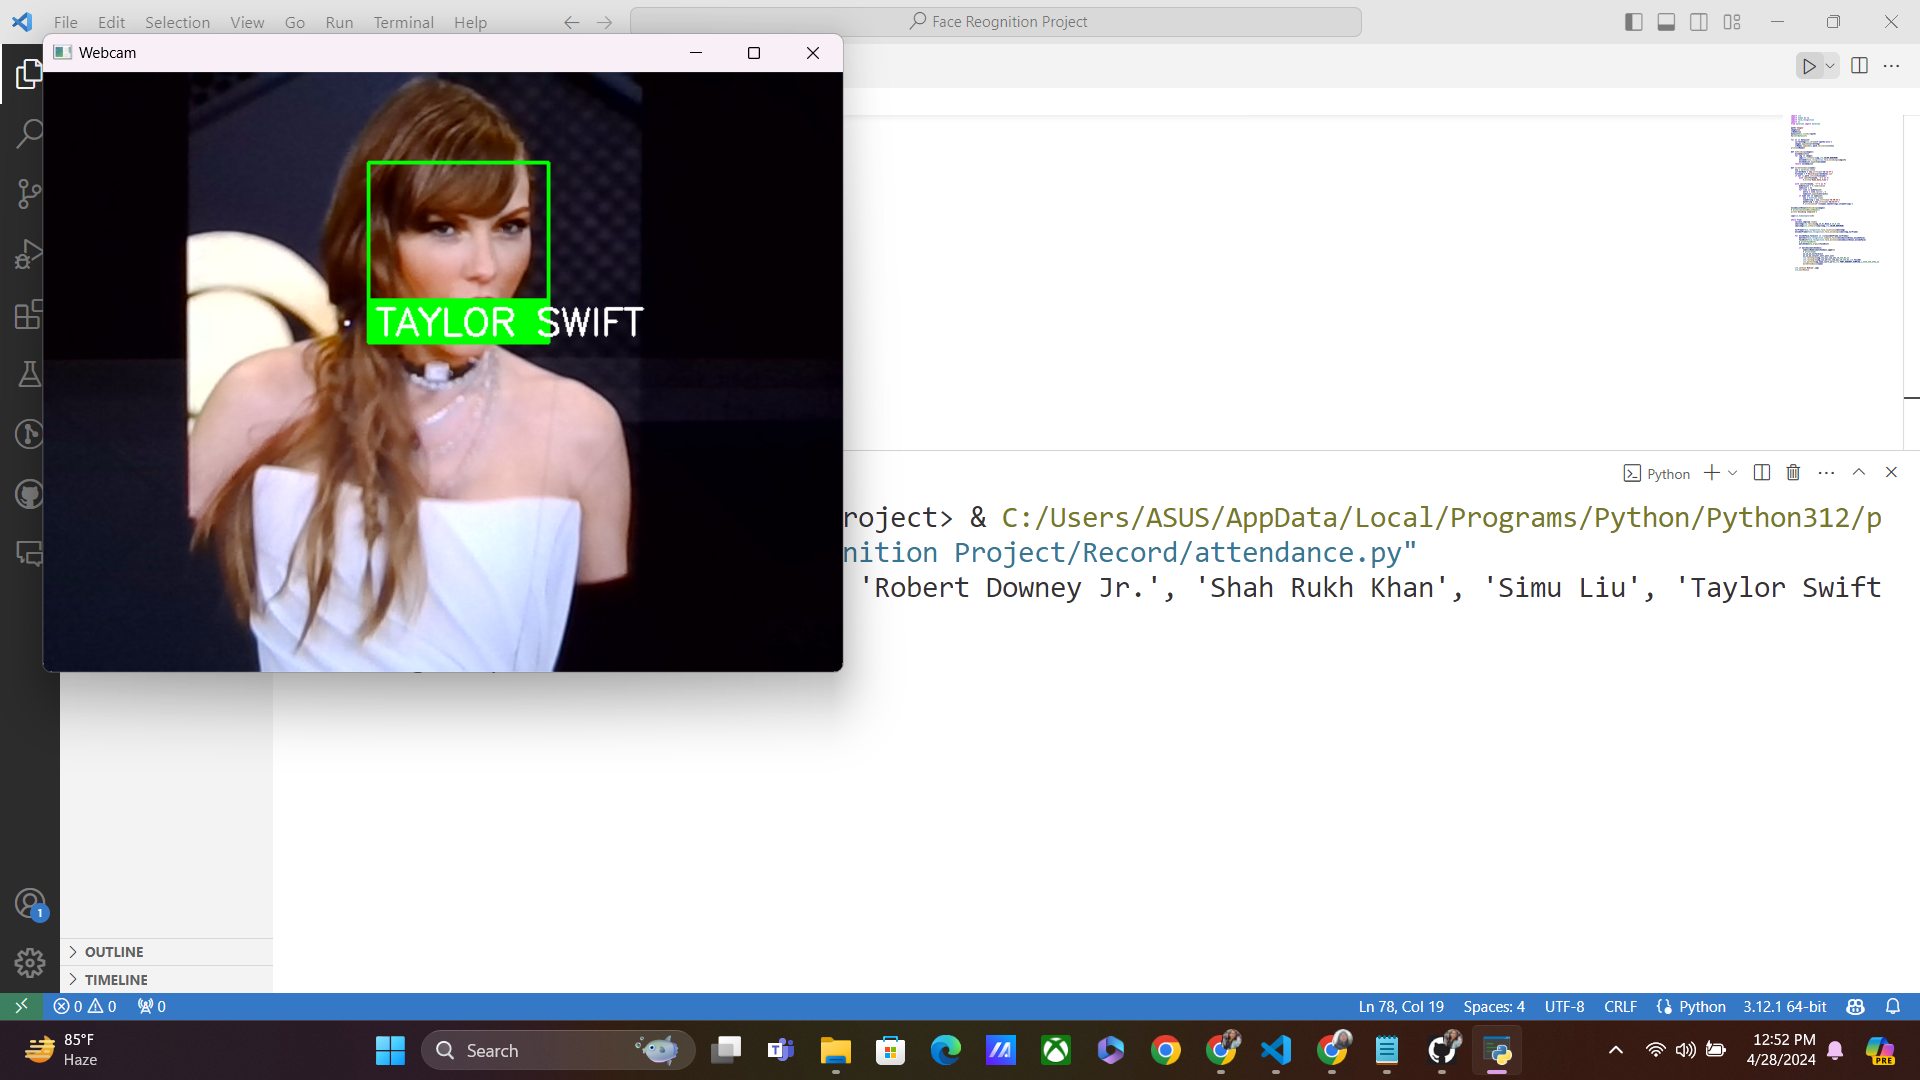 File Edit Selection View Go Run Terminal Help
Face Reognition Project
Webcam
TAYLOR SWIFT
Python
roject> & C:/Users/ASUS/AppData/Local/Programs/Python/Python312/p
nition Project/Record/attendance.py"
'Robert Downey Jr.', 'Shah Rukh Khan', 'Simu Liu', 'Taylor Swift
1
OUTLINE
TIMELINE
0 0 0
Ln 78, Col 19 Spaces: 4 UTF-8 CRLF Python 3.12.1 64-bit
85°F
Haze
Search
12:52 PM
4/28/2024
PRE